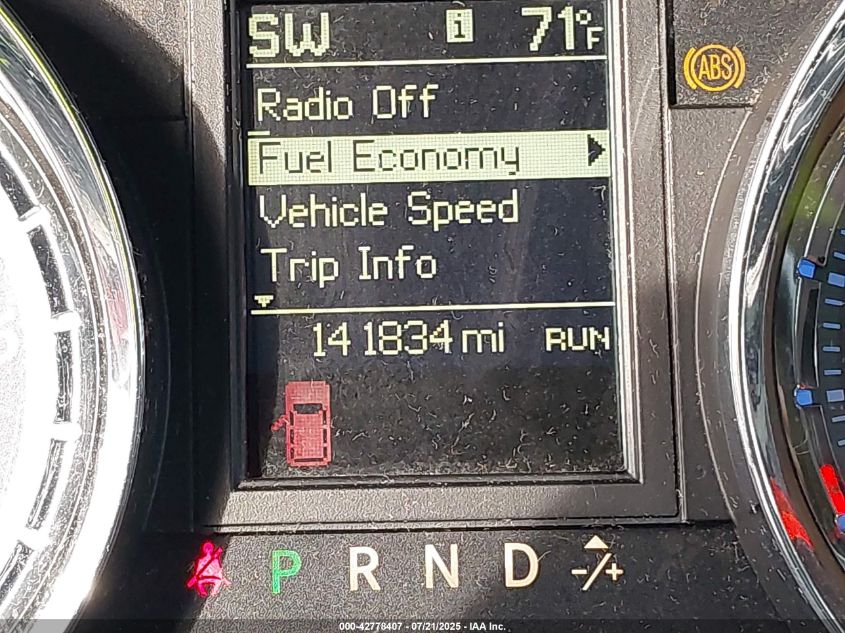 SW i 71°F
ABS
Radio Off
Fuel Economy
Vehicle Speed
Trip Info
141834 mi RUN
P R N D -/+
000-42778407 - 07/21/2025 - IAA Inc.